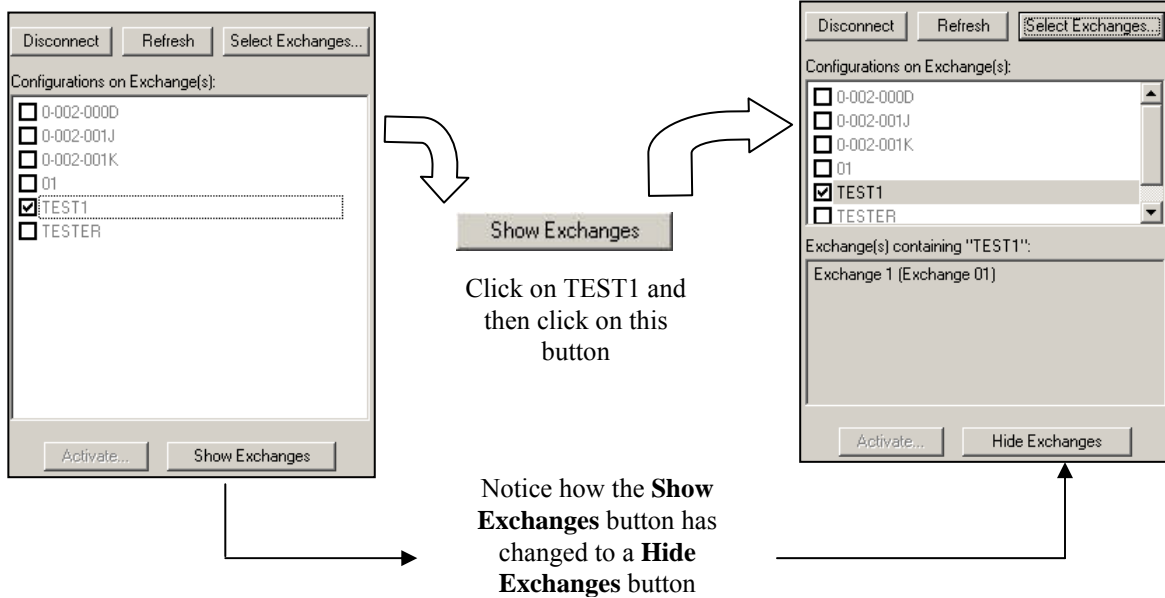 Disconnect Refresh Select Exchanges...
Configurations on Exchange(s):
0-002-000D
0-002-001J
0-002-001K
01
TEST1
TESTER
Activate... Show Exchanges
Show Exchanges
Click on TEST1 and
then click on this
button
Disconnect Refresh Select Exchanges...
Configurations on Exchange(s):
0-002-000D
0-002-001J
0-002-001K
01
TEST1
TESTER
Exchange(s) containing "TEST1":
Exchange 1 (Exchange 01)
Activate... Hide Exchanges
Notice how the Show
Exchanges button has
changed to a Hide
Exchanges button